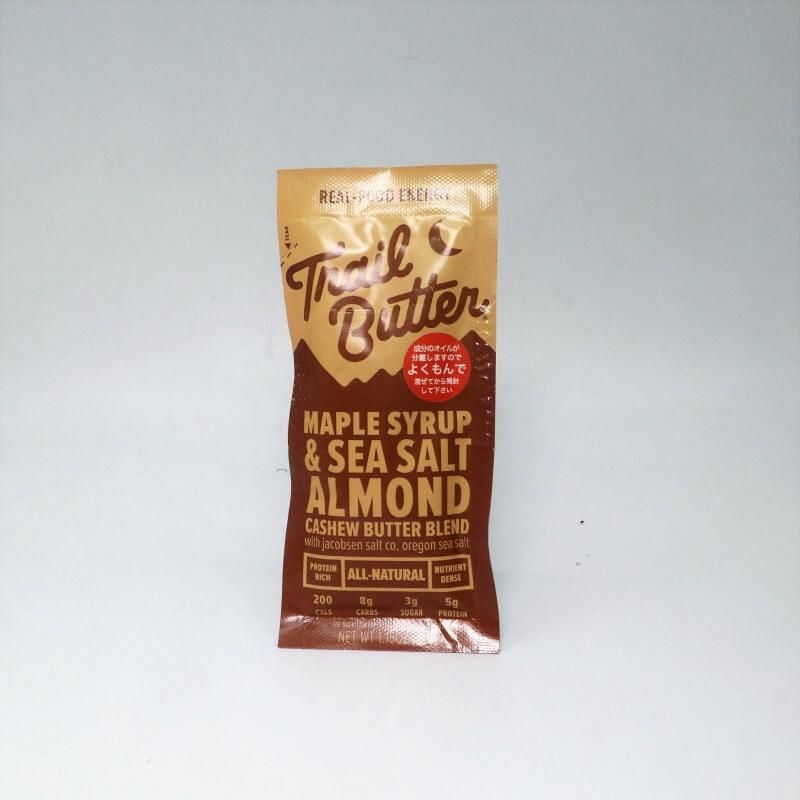 REAL-FOOD ENERGY
TEAR
Trail
Butter
成分のオイルが
分離しますので
よくもんで
混ぜてから開封
して下さい
MAPLE SYRUP
& SEA SALT
ALMOND
CASHEW BUTTER BLEND
with jacobsen salt co. oregon sea salt
PROTEIN RICH
ALL-NATURAL
NUTRIENT DENSE
200 CALS
8g CARBS
3g SUGAR
5g PROTEIN
NET WT 1.15OZ